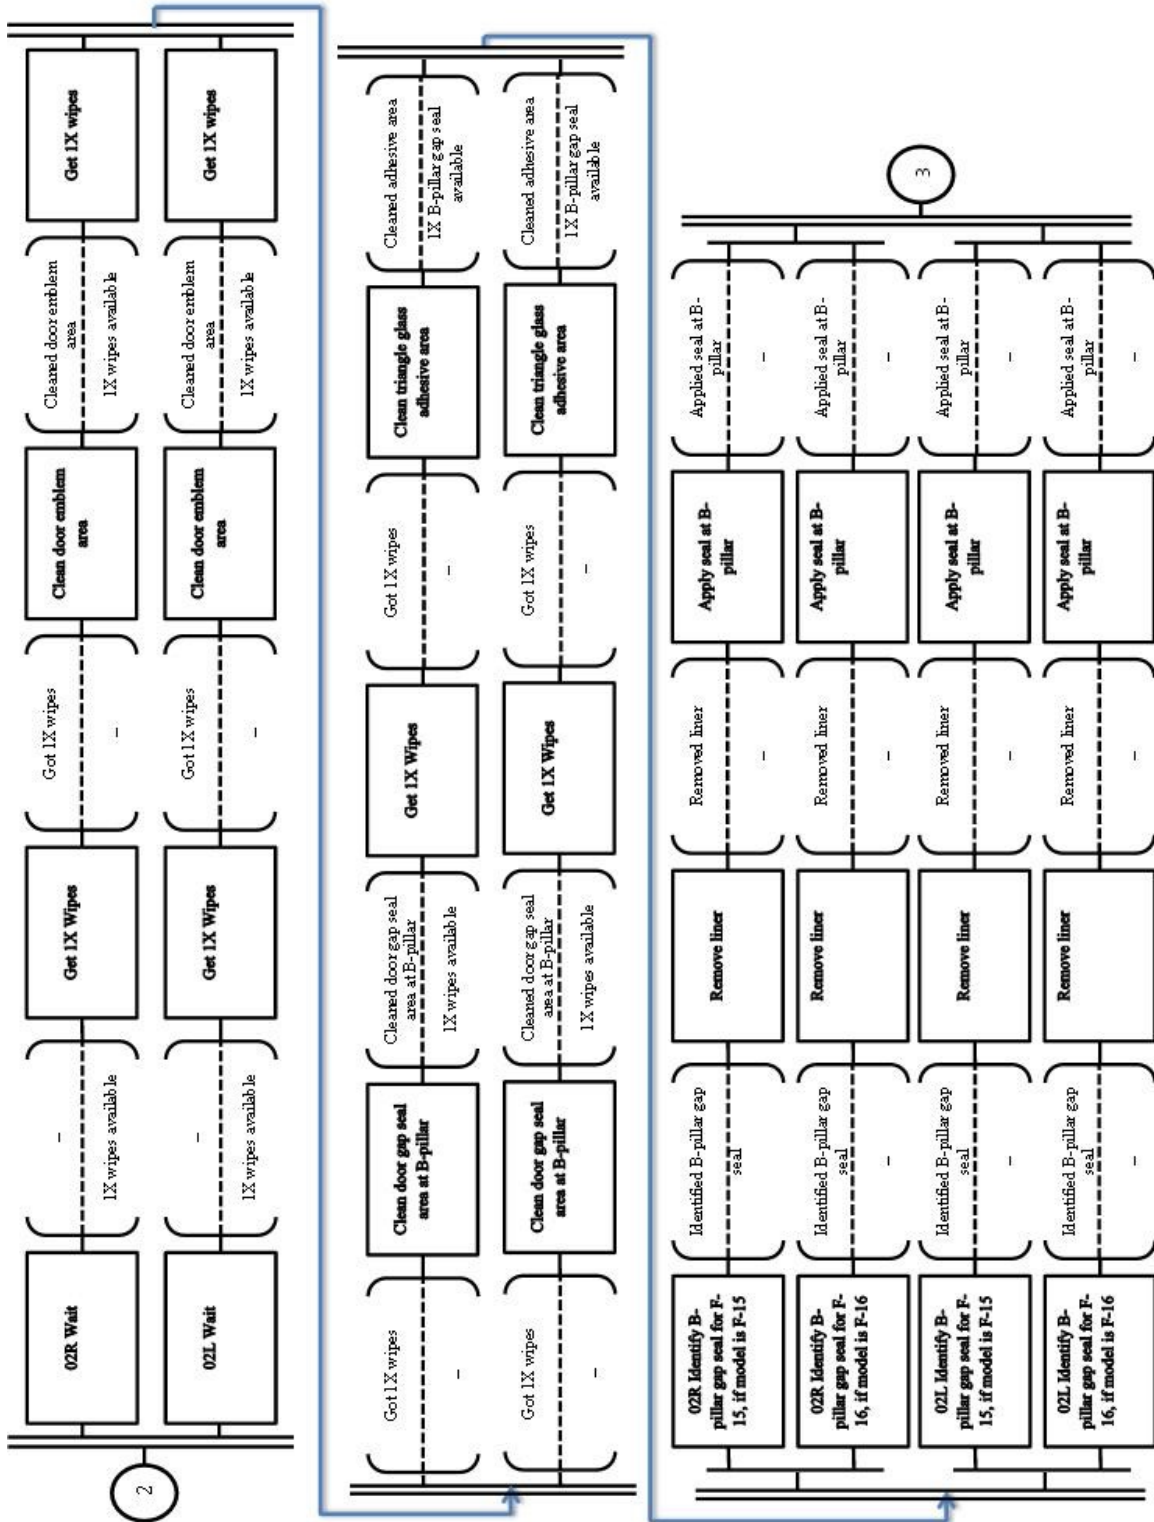 2
02R Wait
–
1X wipes available
Get 1X Wipes
Got 1X wipes
–
Clean door emblem
area
Cleaned door emblem
area
1X wipes available
Get 1X wipes
02L Wait
–
1X wipes available
Get 1X Wipes
Got 1X wipes
–
Clean door emblem
area
Cleaned door emblem
area
1X wipes available
Get 1X wipes
Got 1X wipes
–
Clean door gap seal
area at B-pillar
Cleaned door gap seal
area at B-pillar
1X wipes available
Get 1X Wipes
Got 1X wipes
–
Clean triangle glass
adhesive area
Cleaned adhesive area
1X B-pillar gap seal
available
Got 1X wipes
–
Clean door gap seal
area at B-pillar
Cleaned door gap seal
area at B-pillar
1X wipes available
Get 1X Wipes
Got 1X wipes
–
Clean triangle glass
adhesive area
Cleaned adhesive area
1X B-pillar gap seal
available
02R Identify B-
pillar gap seal for F-
15, if model is F-15
Identified B-pillar gap
seal
–
Remove liner
Removed liner
–
Apply seal at B-
pillar
Applied seal at B-
pillar
–
02R Identify B-
pillar gap seal for F-
16, if model is F-16
Identified B-pillar gap
seal
–
Remove liner
Removed liner
–
Apply seal at B-
pillar
Applied seal at B-
pillar
–
02L Identify B-
pillar gap seal for F-
15, if model is F-15
Identified B-pillar gap
seal
–
Remove liner
Removed liner
–
Apply seal at B-
pillar
Applied seal at B-
pillar
–
02L Identify B-
pillar gap seal for F-
16, if model is F-16
Identified B-pillar gap
seal
–
Remove liner
Removed liner
–
Apply seal at B-
pillar
Applied seal at B-
pillar
–
3